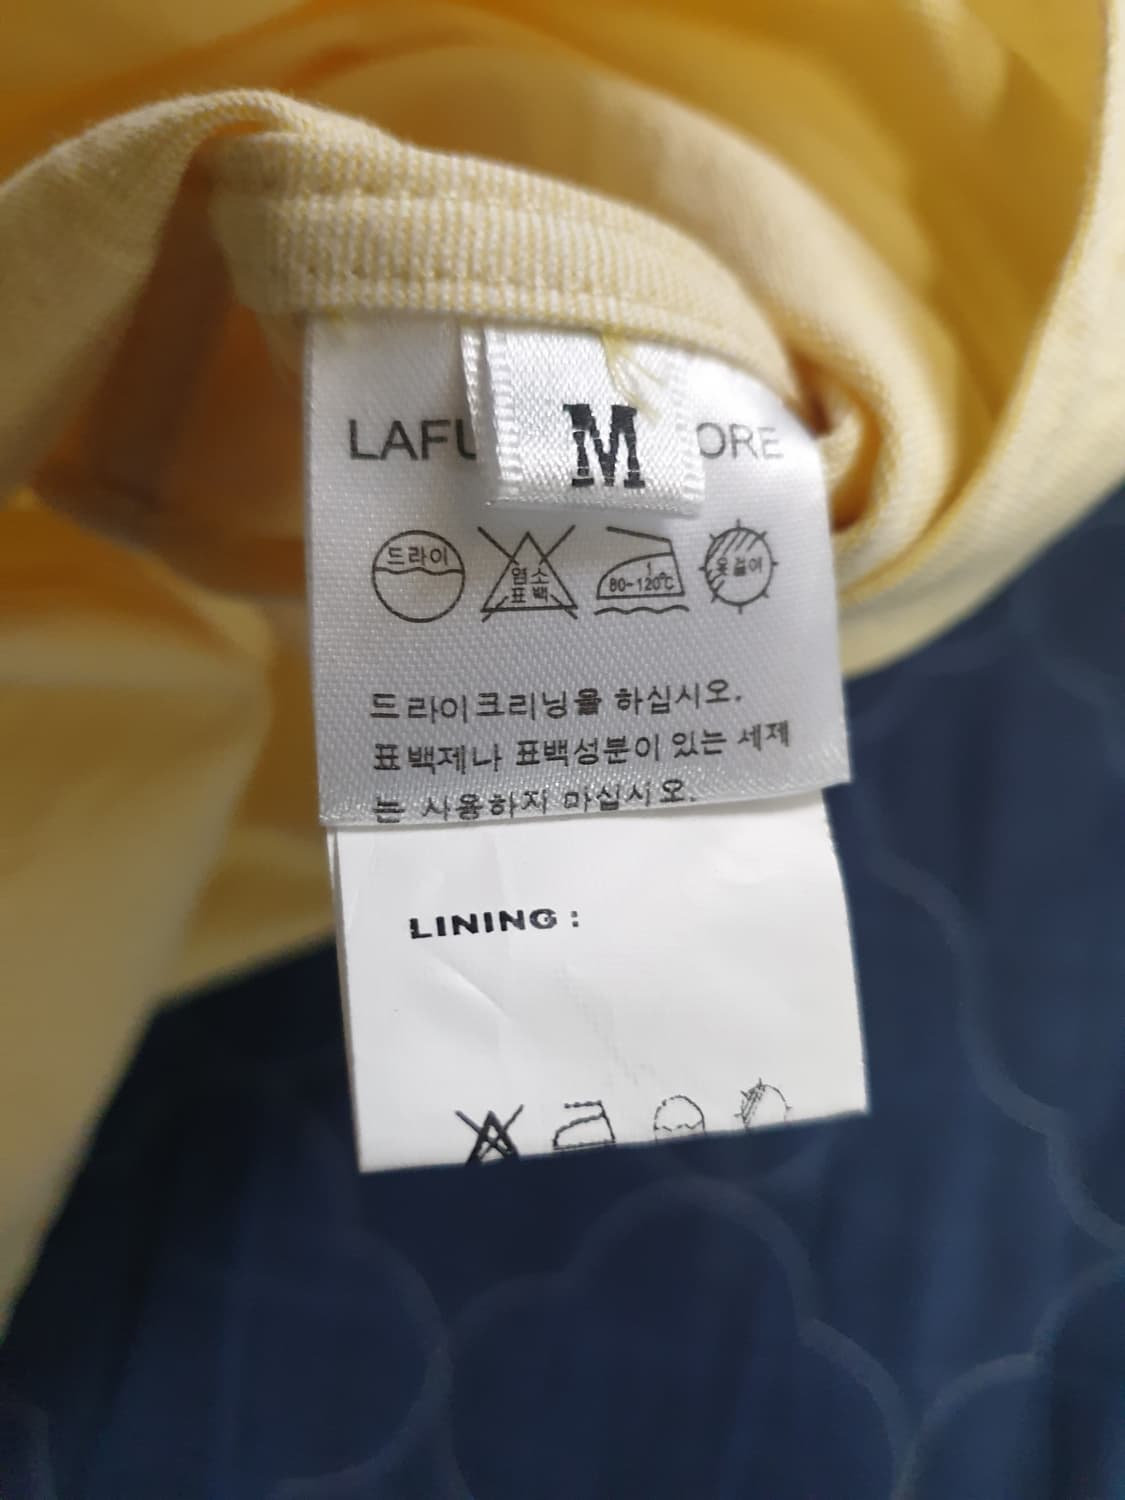 M
드라이
염소
표백
1
80~120℃
옷걸이
드라이크리닝을 하십시오.
표백제나 표백성분이 있는 세제
는 사용하지 마십시오.
LINING :